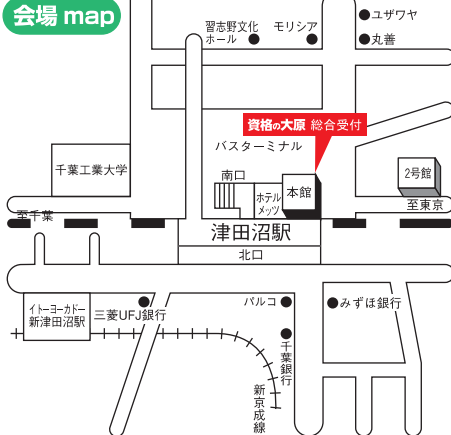 会場 map
習志野文化
ホール
モリシア
ユザワヤ
丸善
資格の大原 総合受付
バスターミナル
千葉工業大学
南口
ホテル
メッツ
本館
2号館
至千葉
至東京
津田沼駅
北口
イトーヨーカドー
新津田沼駅
三菱UFJ銀行
パルコ
みずほ銀行
千葉銀行
新京成線